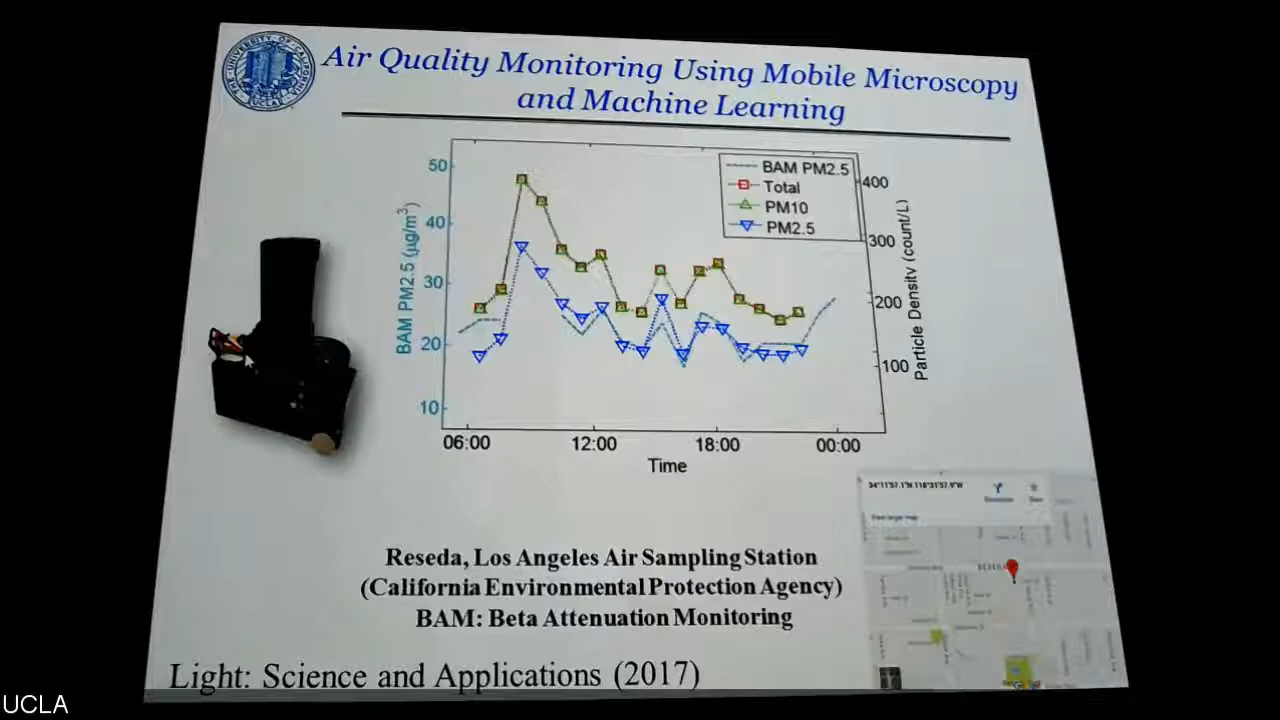 Air Quality Monitoring Using Mobile Microscopy
and Machine Learning
50
40
30
20
10
BAM PM2.5 (µg/m³)
BAM PM2.5
Total
PM10
PM2.5
400
300
200
100
Particle Density (count/L)
06:00
12:00
18:00
00:00
Time
Reseda, Los Angeles Air Sampling Station
(California Environmental Protection Agency)
BAM: Beta Attenuation Monitoring
Light: Science and Applications (2017)
UCLA